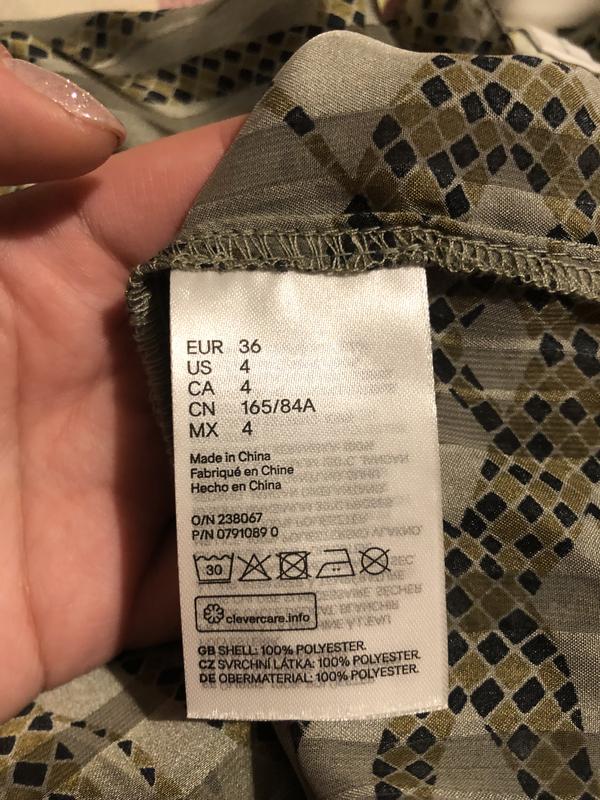 EUR 36
US 4
CA 4
CN 165/84A
MX 4
Made in China
Fabriqué en Chine
Hecho en China
O/N 238067
P/N 0791089 0
30
clevercare.info
GB SHELL: 100% POLYESTER.
CZ SVRCHNÍ LÁTKA: 100% POLYESTER.
DE OBERMATERIAL: 100% POLYESTER.